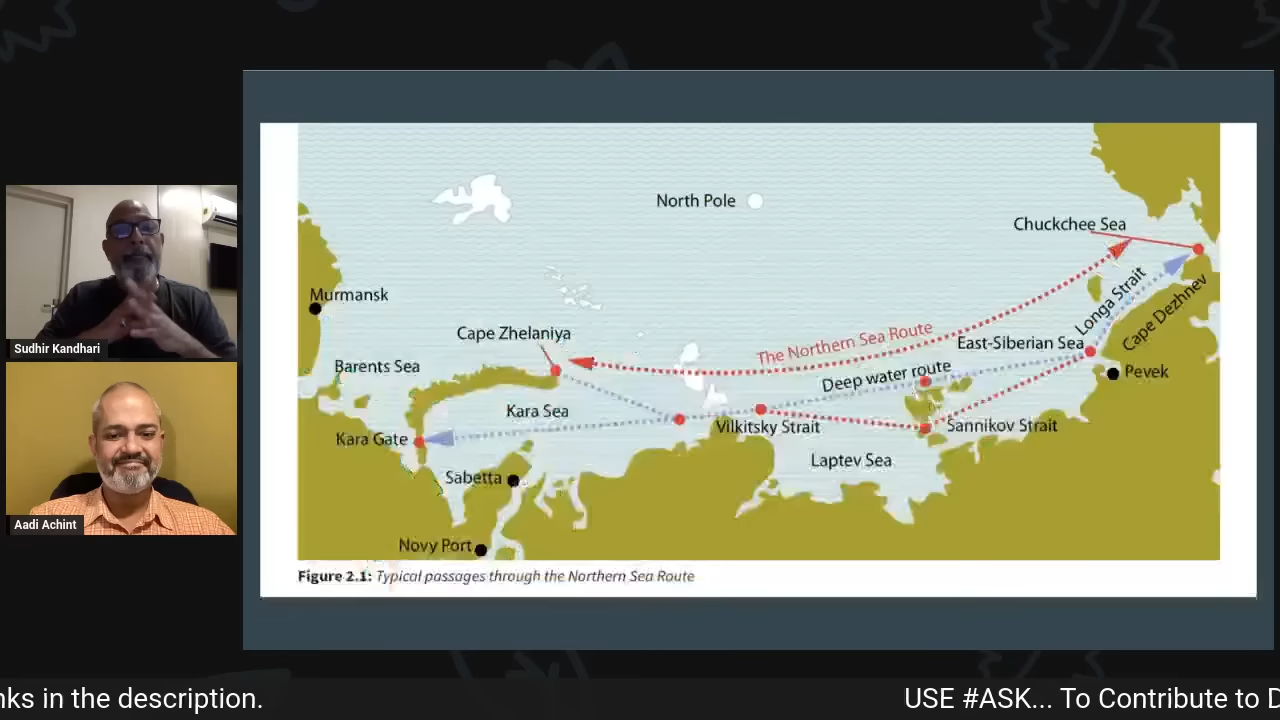 North Pole
Chuckchee Sea
Murmansk
Longa Strait
Cape Dezhnev
Cape Zhelaniya
The Northern Sea Route
East-Siberian Sea
Barents Sea
Deep water route
Pevek
Sudhir Kandhari
Kara Sea
Vilkitsky Strait
Sannikov Strait
Kara Gate
Laptev Sea
Sabetta
Aadi Achint
Novy Port
Figure 2.1: Typical passages through the Northern Sea Route
in the description.
USE #ASK... To Contribute to